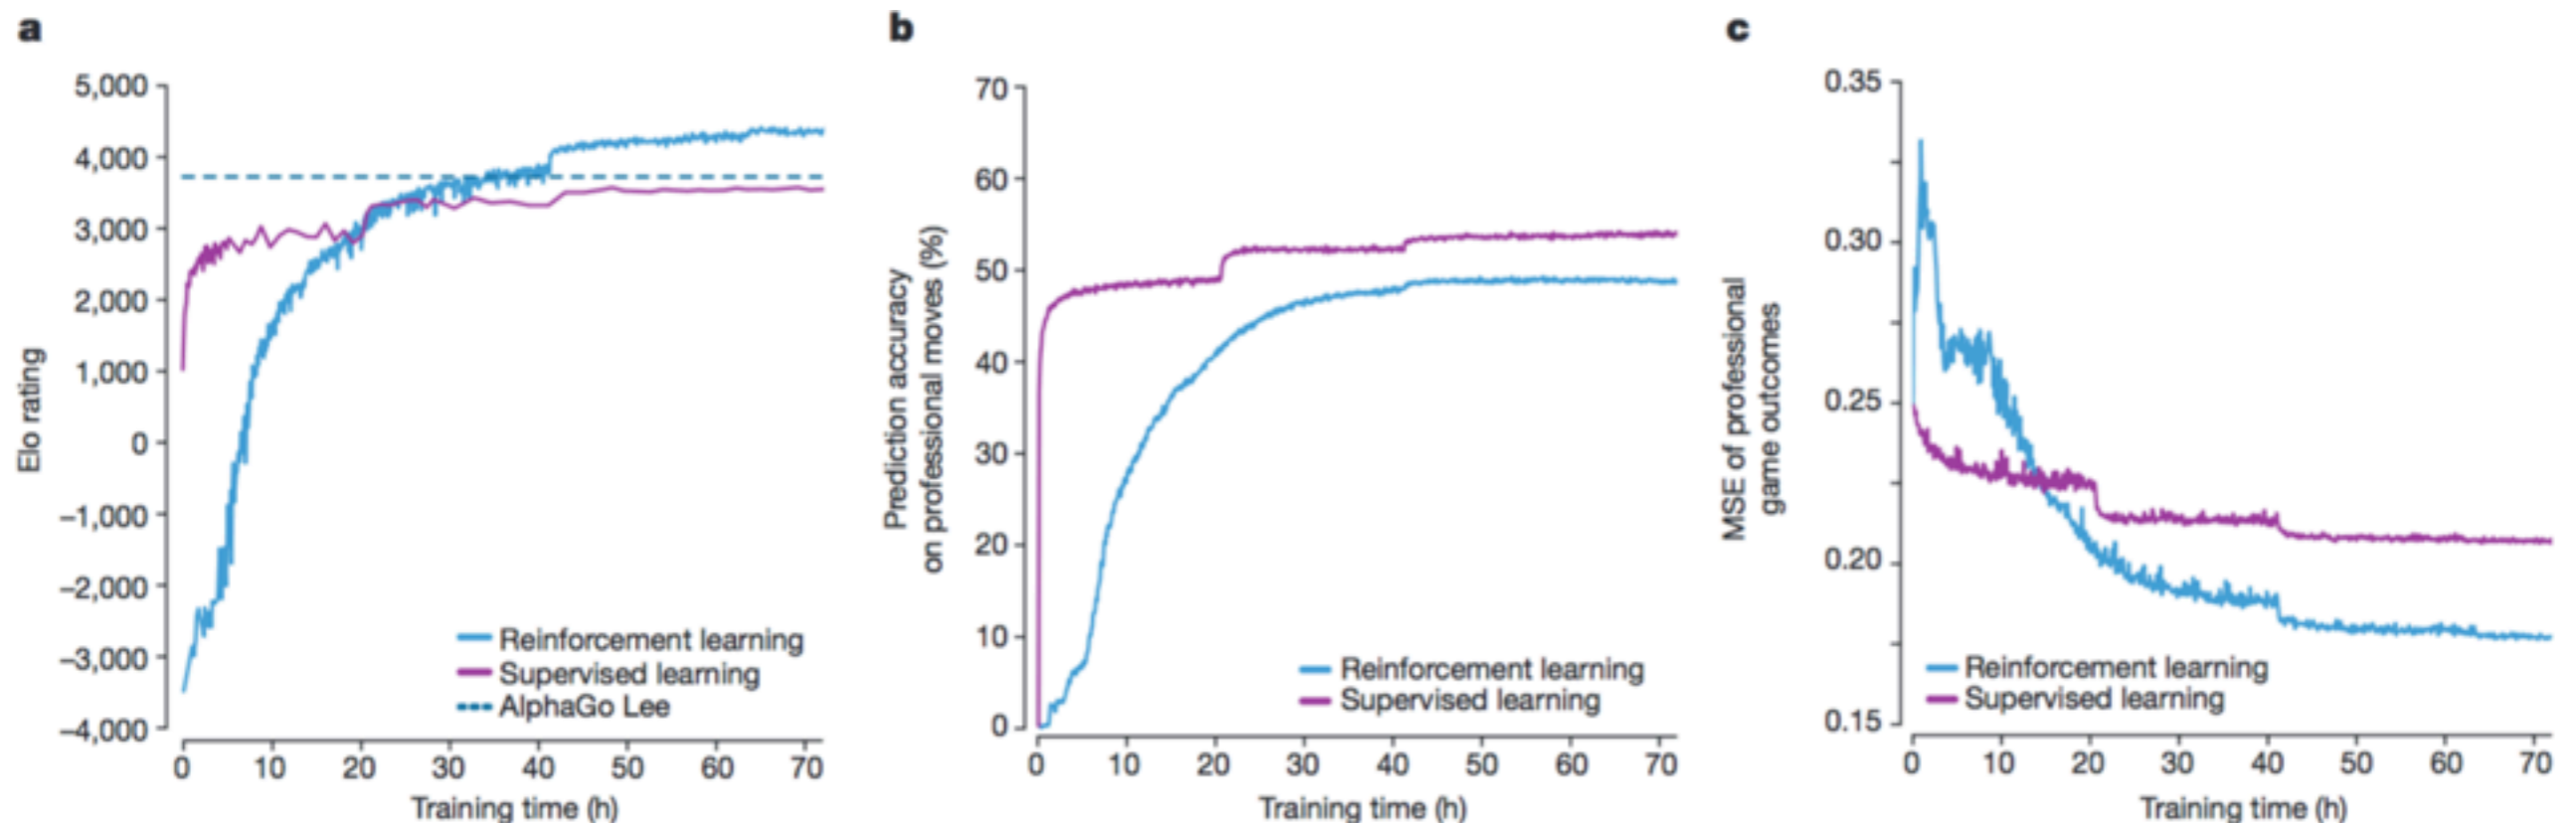 a
5,000
4,000
3,000
2,000
1,000
0
–1,000
–2,000
–3,000
–4,000
Elo rating
Reinforcement learning
Supervised learning
AlphaGo Lee
0 10 20 30 40 50 60 70
Training time (h)
b
70
60
50
40
30
20
10
0
Prediction accuracy
on professional moves (%)
Reinforcement learning
Supervised learning
0 10 20 30 40 50 60 70
Training time (h)
c
0.35
0.30
0.25
0.20
0.15
MSE of professional
game outcomes
Reinforcement learning
Supervised learning
0 10 20 30 40 50 60 70
Training time (h)